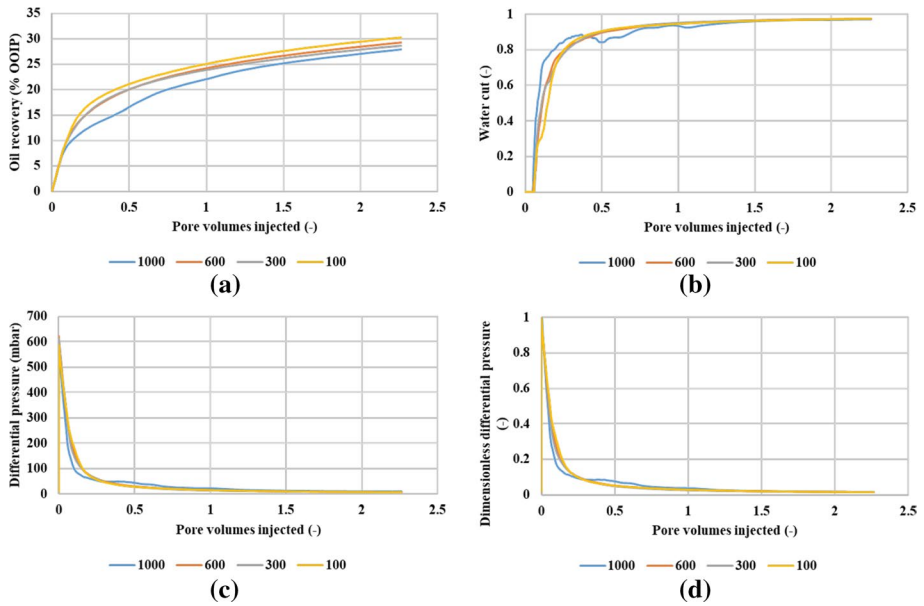 Oil recovery (% OOIP)
35
30
25
20
15
10
5
0
0 0.5 1 1.5 2 2.5
Pore volumes injected (-)
1000 600 300 100
(a)
Water cut (-)
1
0.8
0.6
0.4
0.2
0
0 0.5 1 1.5 2 2.5
Pore volumes injected (-)
1000 600 300 100
(b)
Differential pressure (mbar)
700
600
500
400
300
200
100
0
0 0.5 1 1.5 2 2.5
Pore volumes injected (-)
1000 600 300 100
(c)
Dimensionless differential pressure
(-)
1
0.8
0.6
0.4
0.2
0
0 0.5 1 1.5 2 2.5
Pore volumes injected (-)
1000 600 300 100
(d)